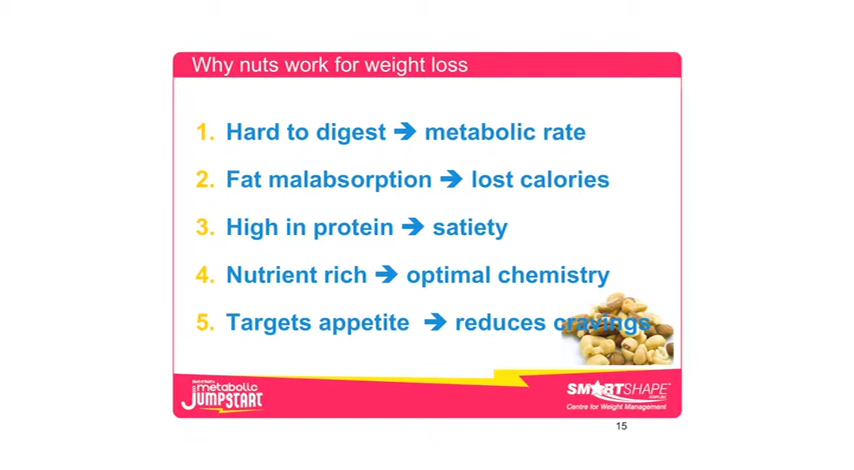 Why nuts work for weight loss
1. Hard to digest ➔ metabolic rate
2. Fat malabsorption ➔ lost calories
3. High in protein ➔ satiety
4. Nutrient rich ➔ optimal chemistry
5. Targets appetite ➔ reduces cravings
metabolic
JUMPSTART
SMARTSHAPE
.com.au
Centre for Weight Management
15